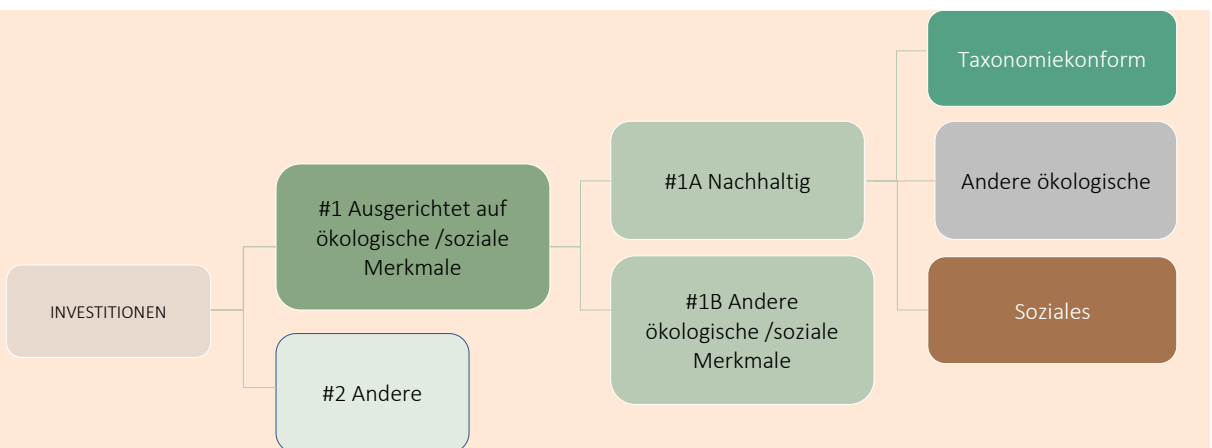 INVESTITIONEN
#1 Ausgerichtet auf
ökologische /soziale
Merkmale
#2 Andere
#1A Nachhaltig
#1B Andere
ökologische /soziale
Merkmale
Taxonomiekonform
Andere ökologische
Soziales